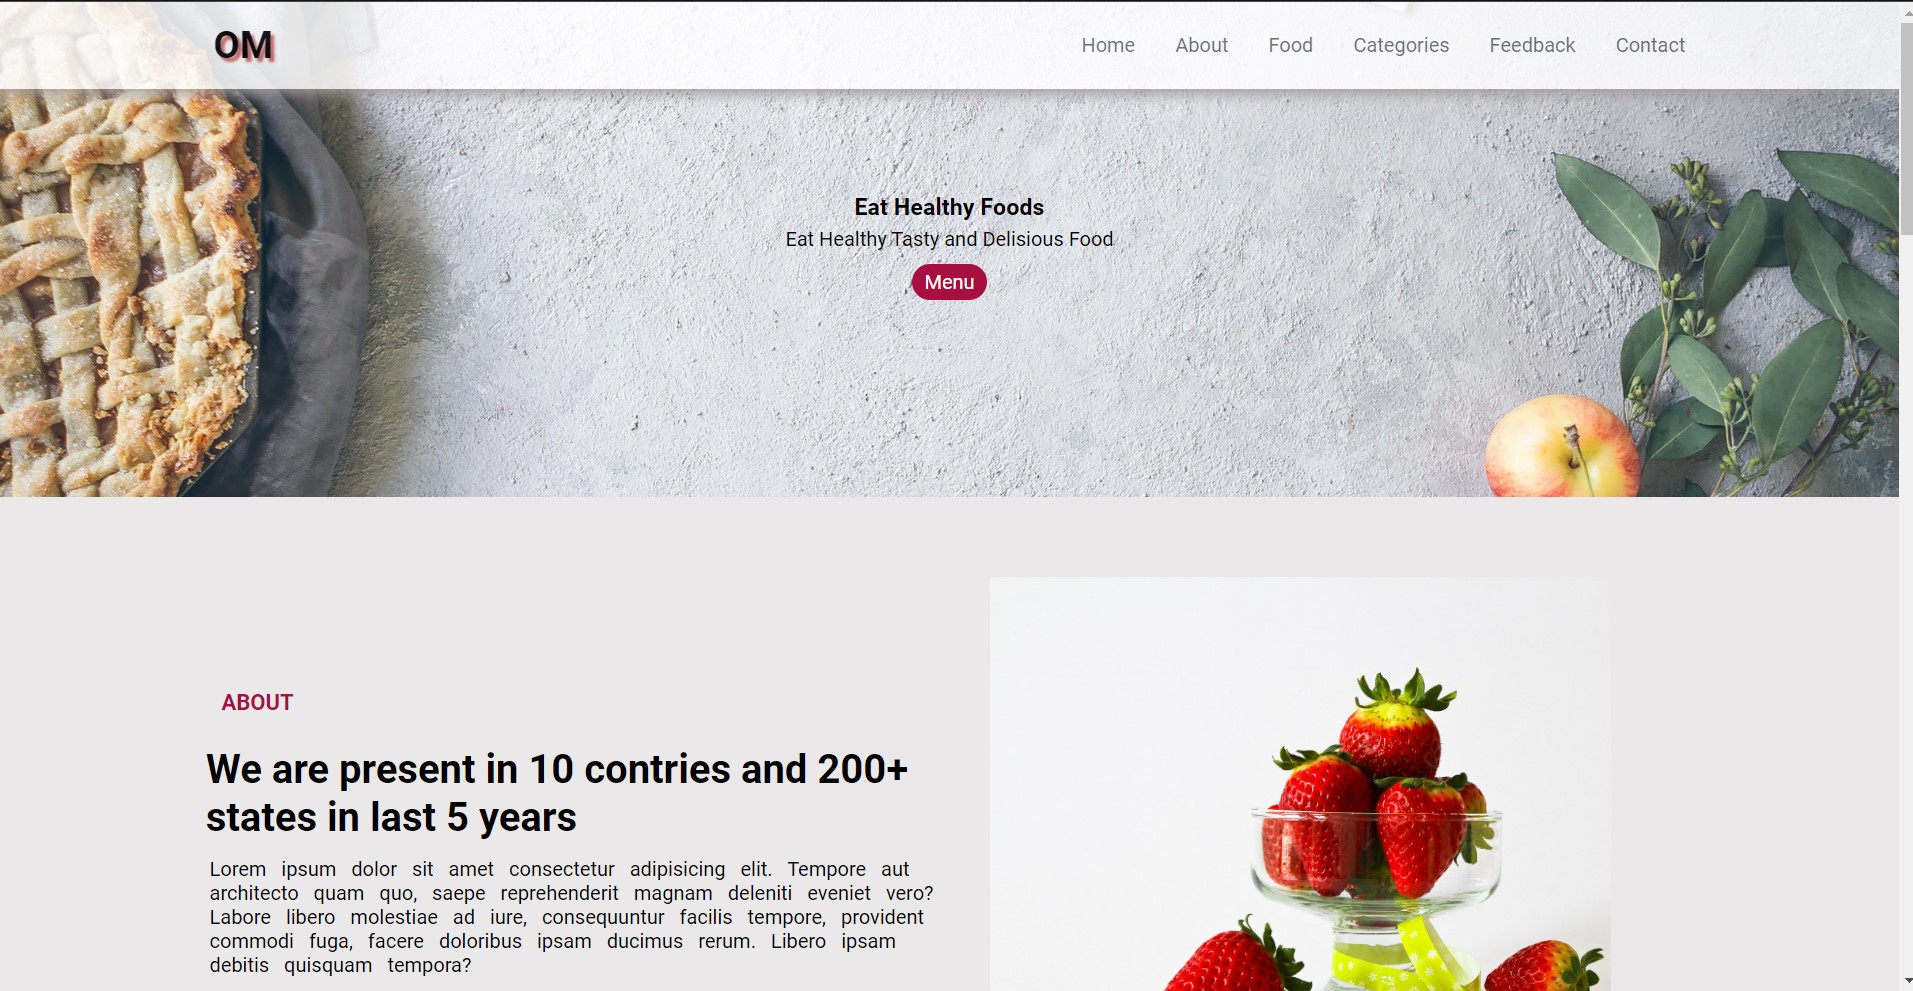 OM
Home About Food Categories Feedback Contact
Eat Healthy Foods
Eat Healthy Tasty and Delisious Food
Menu
ABOUT
We are present in 10 contries and 200+
states in last 5 years
Lorem ipsum dolor sit amet consectetur adipisicing elit. Tempore aut
architecto quam quo, saepe reprehenderit magnam deleniti eveniet vero?
Labore libero molestiae ad iure, consequuntur facilis tempore, provident
commodi fuga, facere doloribus ipsam ducimus rerum. Libero ipsam
debitis quisquam tempora?